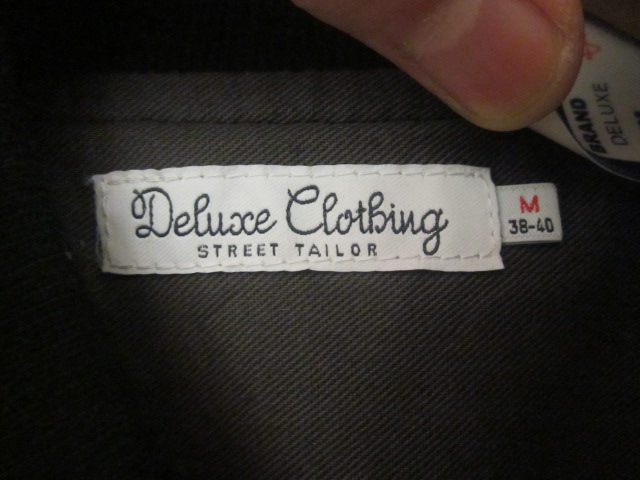 Deluxe Clothing
STREET TAILOR
M
38-40
BRAND
DELUXE